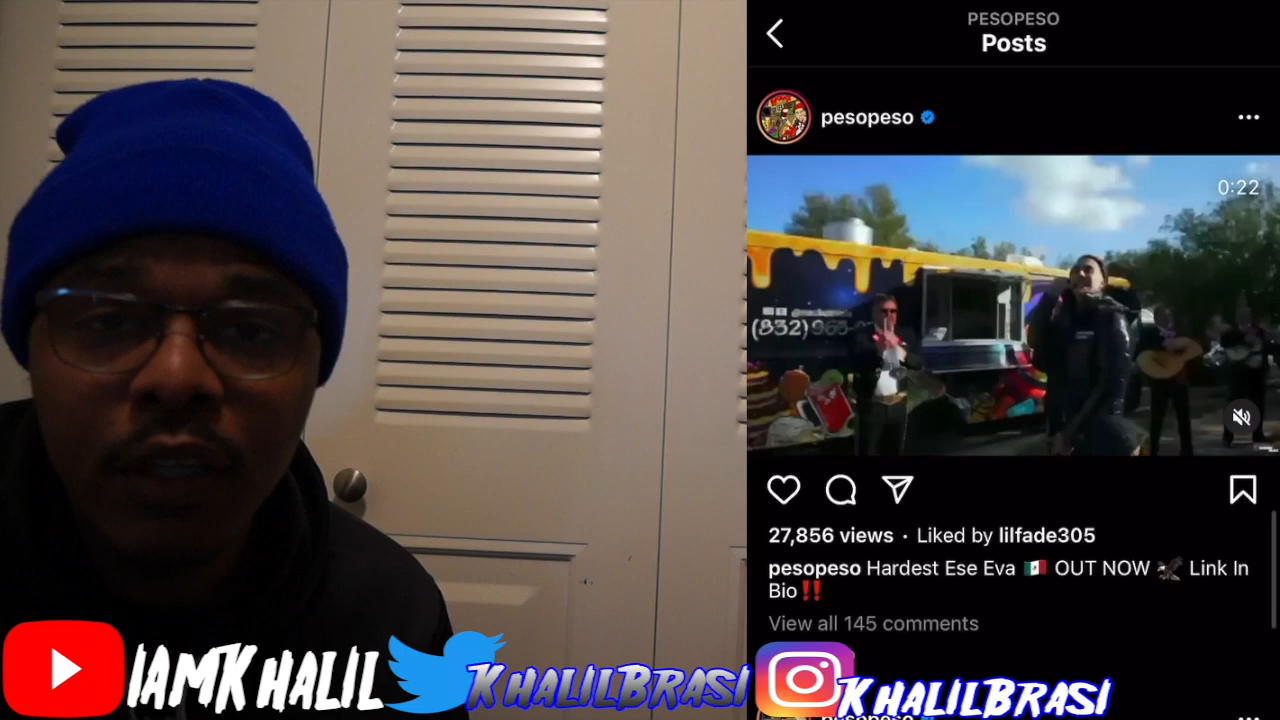 PESOPESO
Posts
pesopeso
0:22
(832) 965-
27,856 views · Liked by lilfade305
pesopeso Hardest Ese Eva 🇲🇽 OUT NOW 🦅 Link In
Bio‼️
View all 145 comments
IAMKHALIL
KHALILBRASI
KHALILBRASI
pesopeso